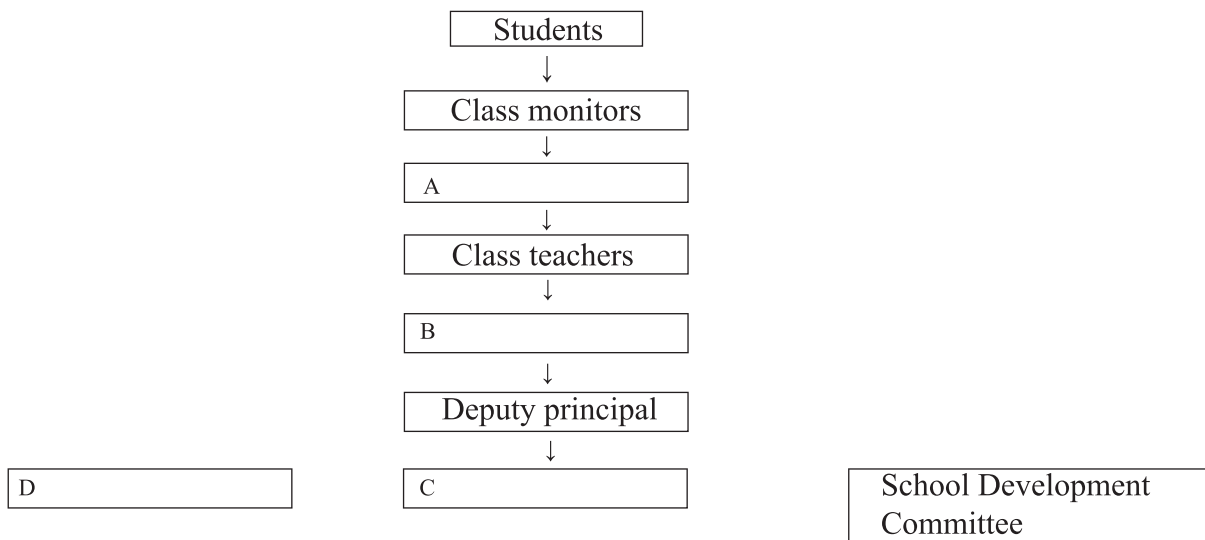 Students
Class monitors
A
Class teachers
B
Deputy principal
D
C
School Development
Committee